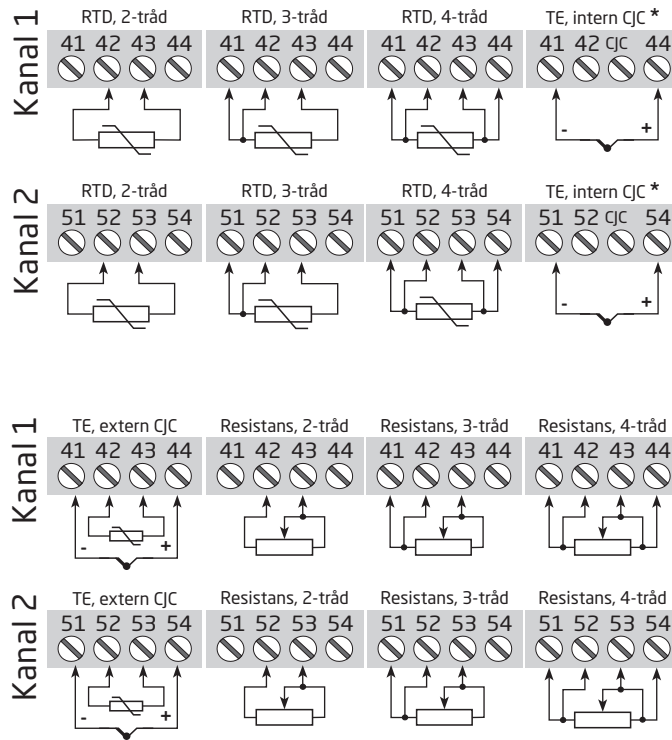 Kanal 1
RTD, 2-tråd RTD, 3-tråd RTD, 4-tråd TE, intern CJC *
41 42 43 44 41 42 43 44 41 42 43 44 41 42 CJC 44
- +
Kanal 2
RTD, 2-tråd RTD, 3-tråd RTD, 4-tråd TE, intern CJC *
51 52 53 54 51 52 53 54 51 52 53 54 51 52 CJC 54
- +
Kanal 1
TE, extern CJC Resistans, 2-tråd Resistans, 3-tråd Resistans, 4-tråd
41 42 43 44 41 42 43 44 41 42 43 44 41 42 43 44
- +
Kanal 2
TE, extern CJC Resistans, 2-tråd Resistans, 3-tråd Resistans, 4-tråd
51 52 53 54 51 52 53 54 51 52 53 54 51 52 53 54
- +